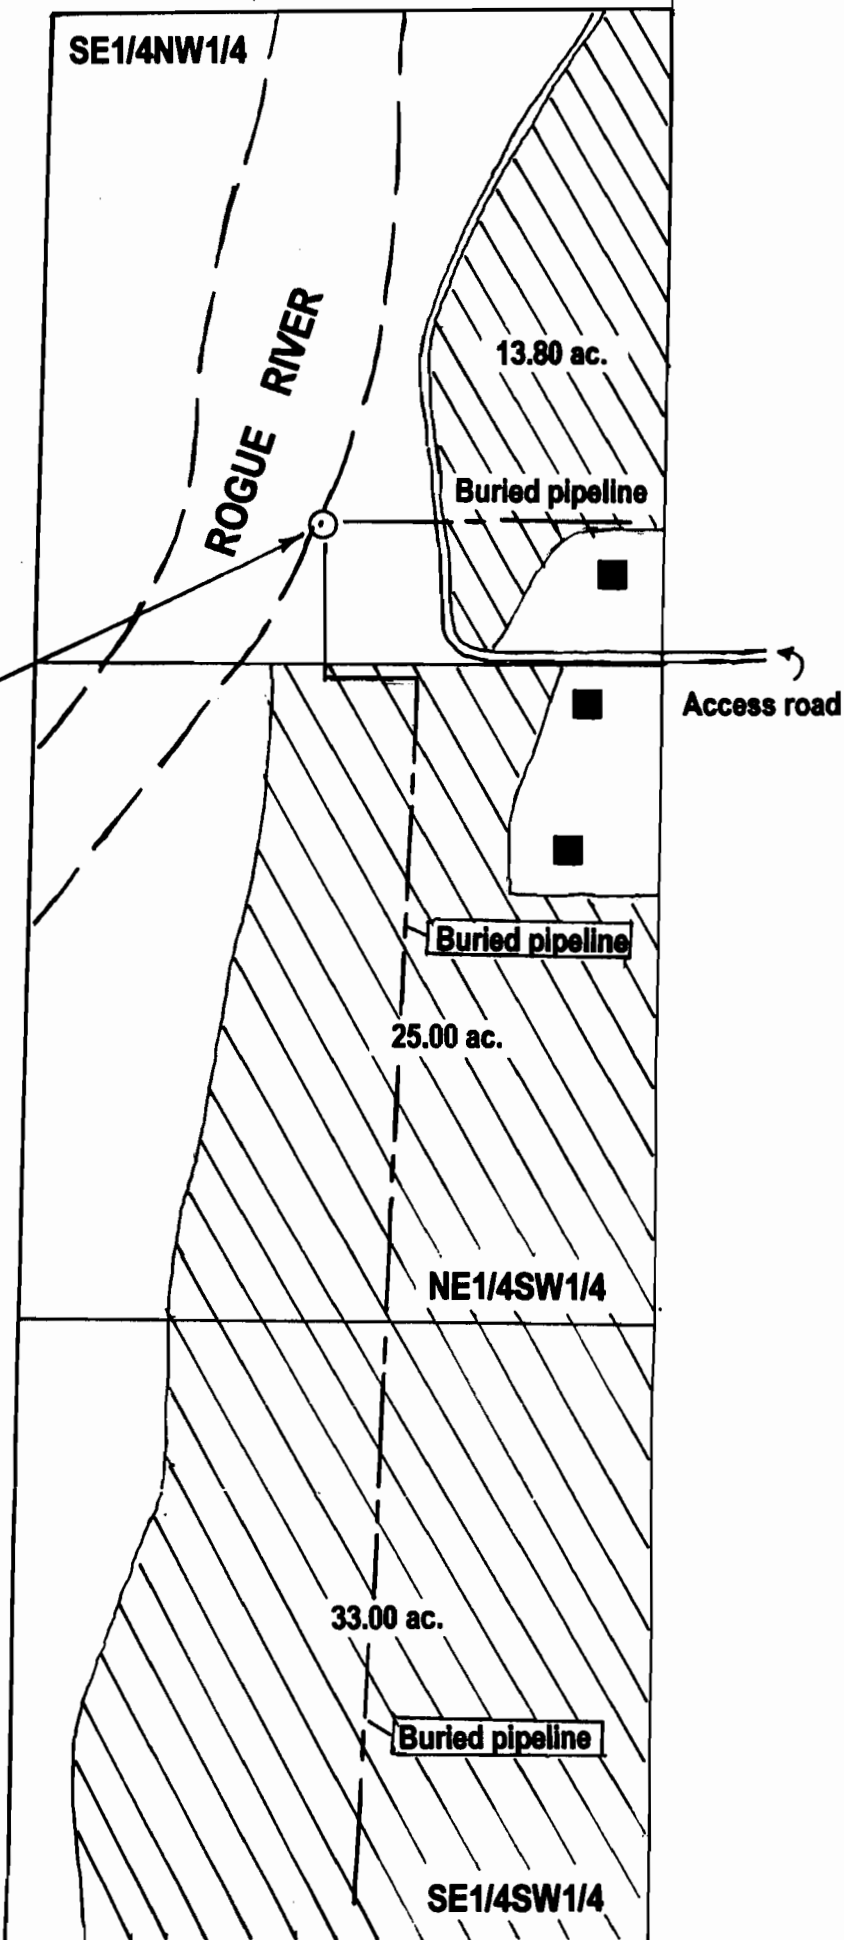 SE1/4NW1/4
ROGUE RIVER
13.80 ac.
Buried pipeline
Access road
Buried pipeline
25.00 ac.
NE1/4SW1/4
33.00 ac.
Buried pipeline
SE1/4SW1/4